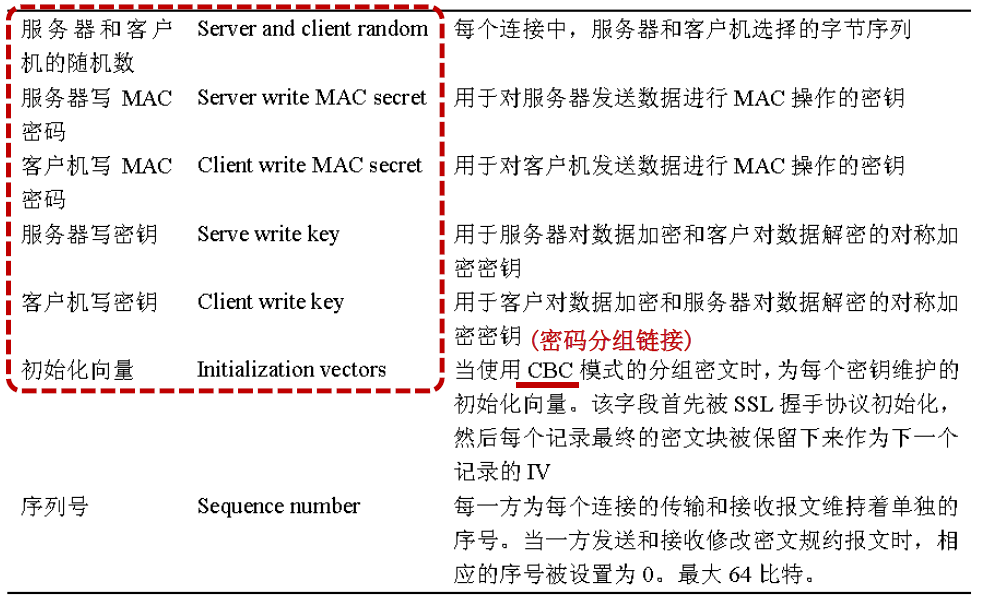 服务器和客户 Server and client random 每个连接中，服务器和客户机选择的字节序列
机的随机数
服务器写 MAC Server write MAC secret 用于对服务器发送数据进行 MAC 操作的密钥
密码
客户机写 MAC Client write MAC secret 用于对客户机发送数据进行 MAC 操作的密钥
密码
服务器写密钥 Serve write key 用于服务器对数据加密和客户对数据解密的对称加
密密钥
客户机写密钥 Client write key 用于客户对数据加密和服务器对数据解密的对称加
密密钥 (密码分组链接)
初始化向量 Initialization vectors 当使用 CBC 模式的分组密文时，为每个密钥维护的
初始化向量。该字段首先被 SSL 握手协议初始化，
然后每个记录最终的密文块被保留下来作为下一个
记录的 IV
序列号 Sequence number 每一方为每个连接的传输和接收报文维持着单独的
序号。当一方发送和接收修改密文规约报文时，相
应的序号被设置为 0。最大 64 比特。